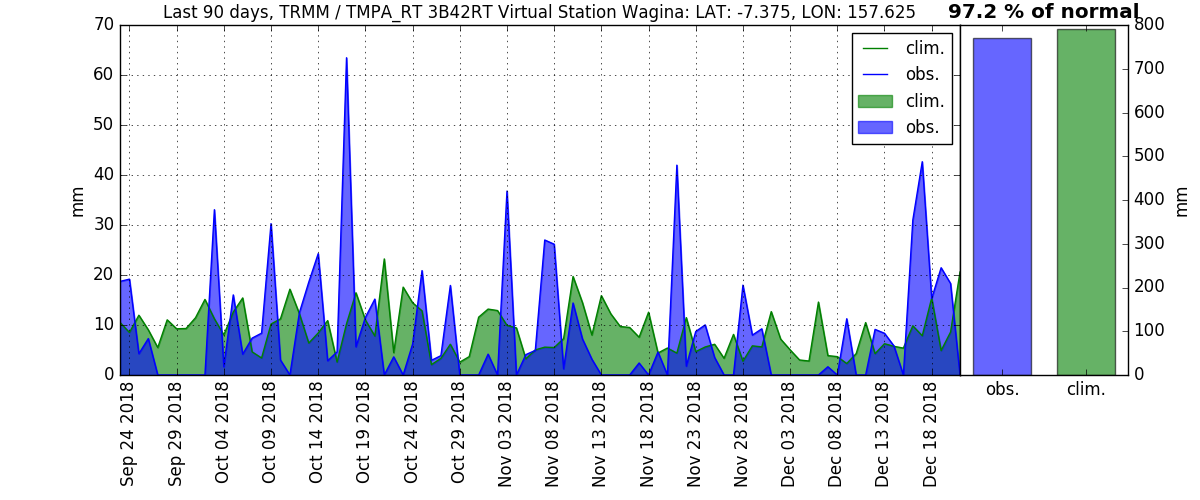 Last 90 days, TRMM / TMPA_RT 3B42RT Virtual Station Wagina: LAT: -7.375, LON: 157.625
97.2 % of normal
clim.
obs.
clim.
obs.
mm
70
60
50
40
30
20
10
0
Sep 24 2018
Sep 29 2018
Oct 04 2018
Oct 09 2018
Oct 14 2018
Oct 19 2018
Oct 24 2018
Oct 29 2018
Nov 03 2018
Nov 08 2018
Nov 13 2018
Nov 18 2018
Nov 23 2018
Nov 28 2018
Dec 03 2018
Dec 08 2018
Dec 13 2018
Dec 18 2018
800
700
600
500
400
300
200
100
0
mm
obs.
clim.